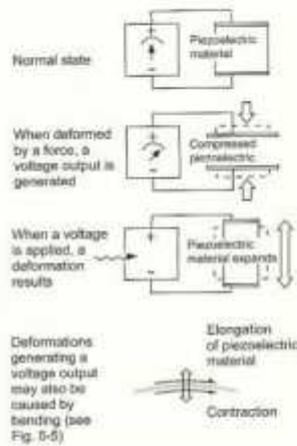 +
-
Piezoelectric
material
Normal state
When deformed
by a force, a
voltage output is
generated
+
-
Compressed
piezoelectric
When a voltage
is applied, a
deformation
results
+
-
Piezoelectric
material expands
Deformations
generating a
voltage output
may also be
caused by
bending (see
Fig. 5-5)
Elongation
of piezoelectric
material
Contraction